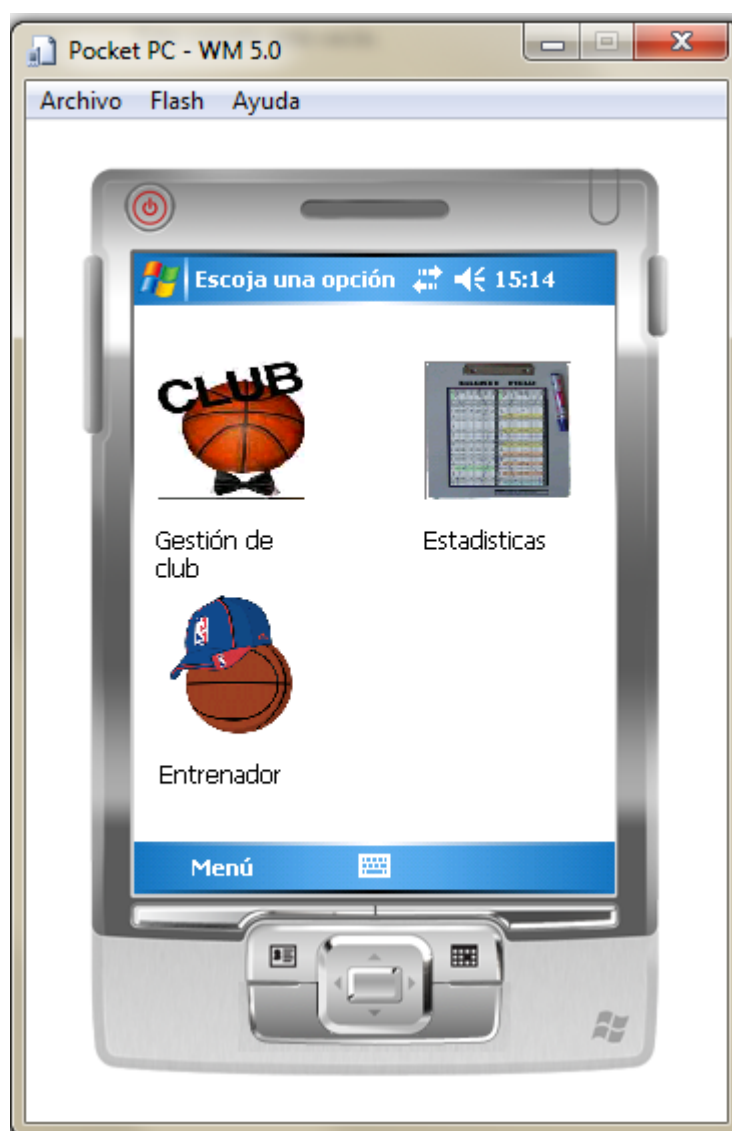 Pocket PC - WM 5.0
Archivo Flash Ayuda
Escoja una opción 15:14
CLUB
Gestión de
club
Estadisticas
Entrenador
Menú